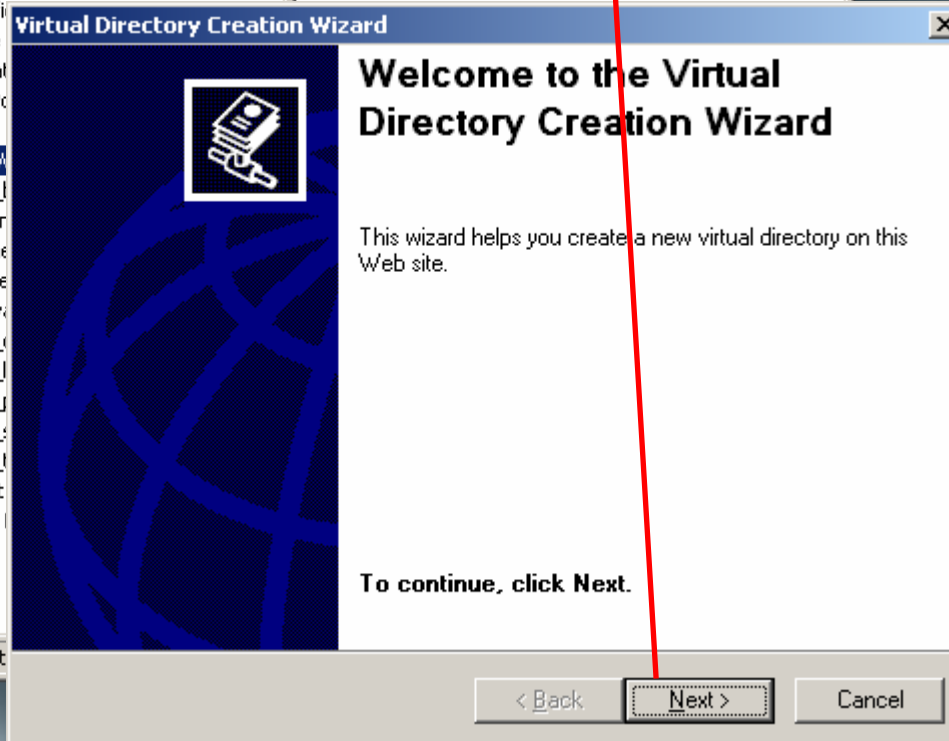 Virtual Directory Creation Wizard
Welcome to the Virtual
Directory Creation Wizard
This wizard helps you create a new virtual directory on this
Web site.
To continue, click Next.
< Back
Next >
Cancel